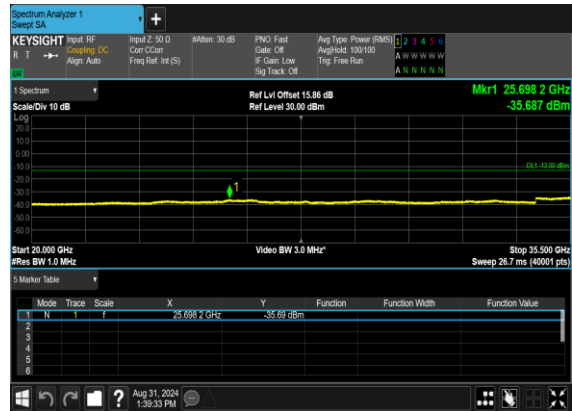 Spectrum Analyzer 1
Swept SA
+
KEYSIGHT Input: RF Input Z: 50 Ω #Atten: 30 dB PNO: Fast Avg Type: Power (RMS) 1 2 3 4 5 6
R T Coupling: DC Corr CCorr Gate: Off Avg|Hold: 100/100 A W W W W W
Align: Auto Freq Ref: Int (S) IF Gain: Low Trig: Free Run
Sig Track: Off A N N N N N
1 Spectrum Ref Lvl Offset 15.86 dB Mkr1 25.698 2 GHz
Scale/Div 10 dB Ref Level 30.00 dBm -35.687 dBm
Log
20.0
10.0
0.00
-10.0 DL1 -13.00 dBm
-20.0
-30.0 1
-40.0
-50.0
-60.0
Start 20.000 GHz Video BW 3.0 MHz* Stop 35.500 GHz
#Res BW 1.0 MHz Sweep 26.7 ms (40001 pts)
5 Marker Table
Mode Trace Scale X Y Function Function Width Function Value
1 N 1 f 25.698 2 GHz -35.69 dBm
2
3
4
5
6
? Aug 31, 2024
1:39:33 PM